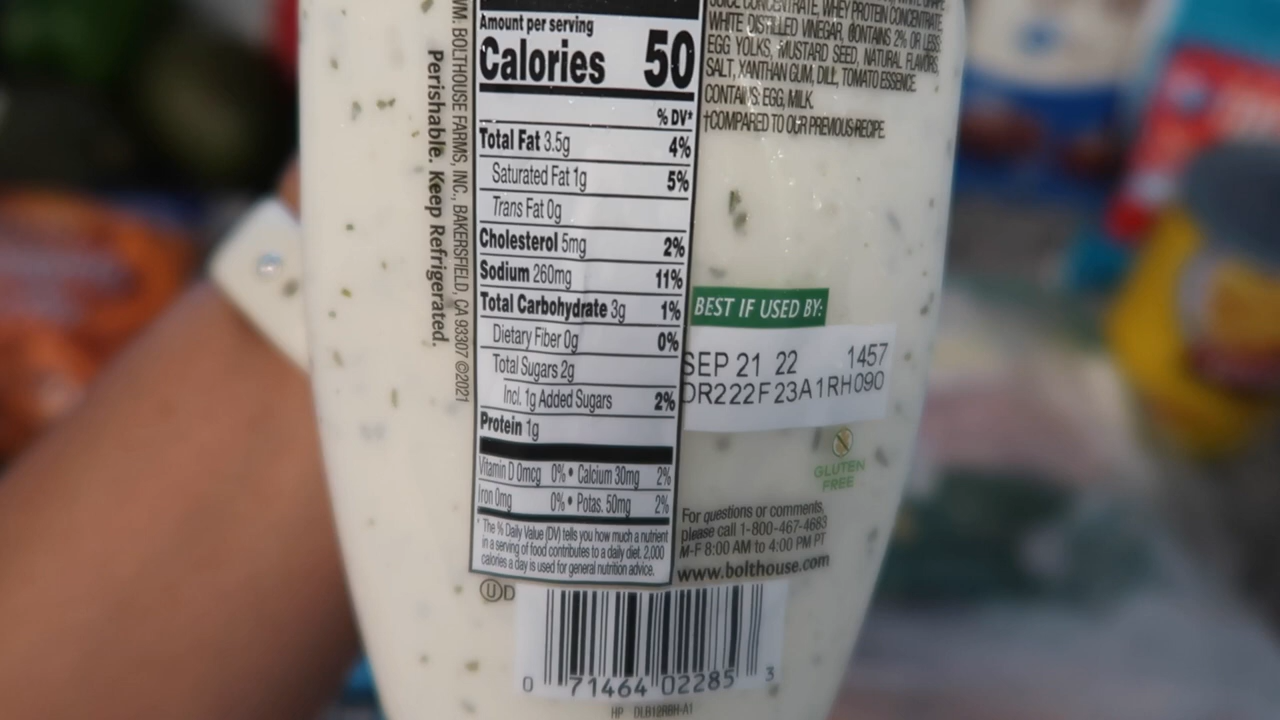 JUICE CONCENTRATE, WHEY PROTEIN CONCENTRATE,
WHITE DISTILLED VINEGAR, CONTAINS 2% OR LESS:
EGG YOLKS, MUSTARD SEED, NATURAL FLAVORS,
SALT, XANTHAN GUM, DILL, TOMATO ESSENCE.
CONTAINS: EGG, MILK.
†COMPARED TO OUR PREVIOUS RECIPE
Amount per serving
Calories 50
% DV*
Total Fat 3.5g 4%
Saturated Fat 1g 5%
Trans Fat 0g
Cholesterol 5mg 2%
Sodium 260mg 11%
Total Carbohydrate 3g 1%
Dietary Fiber 0g 0%
Total Sugars 2g
Incl. 1g Added Sugars 2%
Protein 1g
Vitamin D 0mcg 0% • Calcium 30mg 2%
Iron 0mg 0% • Potas. 50mg 2%
* The % Daily Value (DV) tells you how much a nutrient
in a serving of food contributes to a daily diet. 2,000
calories a day is used for general nutrition advice.
BOLTHOUSE FARMS, INC., BAKERSFIELD, CA 93307 ©2021
Perishable. Keep Refrigerated.
BEST IF USED BY:
SEP 21 22 1457
DR222F23A1RH090
GLUTEN
FREE
For questions or comments,
please call 1-800-467-4683
M-F 8:00 AM to 4:00 PM PT
www.bolthouse.com
Ⓤ D
0 71464 02285 3
HP DLB12RBH-A1